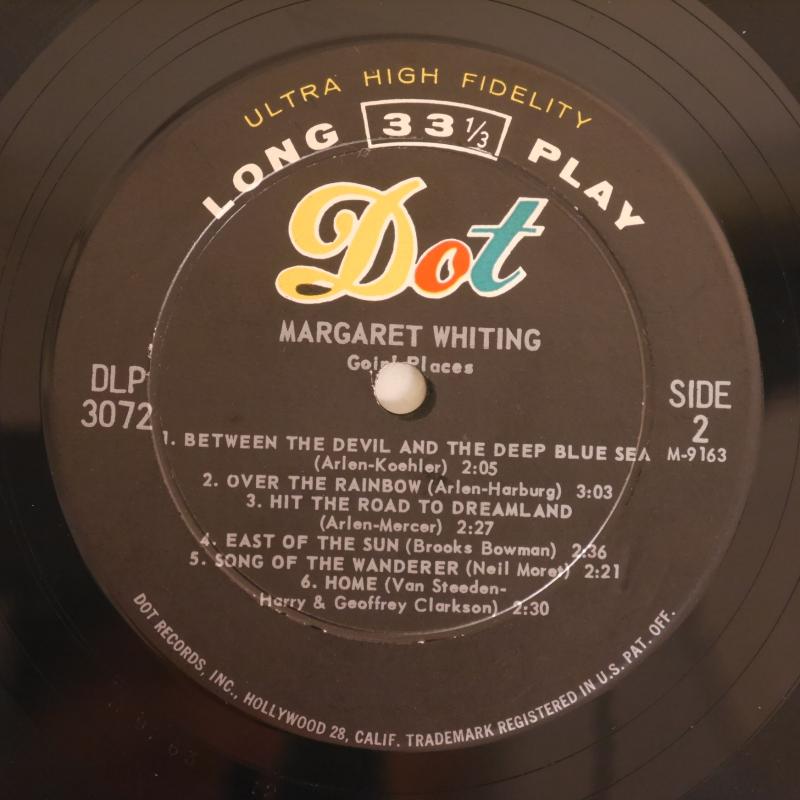 ULTRA HIGH FIDELITY
LONG 33 1/3 PLAY
Dot
MARGARET WHITING
Goin' Places
DLP 3072
SIDE 2
1. BETWEEN THE DEVIL AND THE DEEP BLUE SEA M-9163
(Arlen-Koehler) 2:05
2. OVER THE RAINBOW (Arlen-Harburg) 3:03
3. HIT THE ROAD TO DREAMLAND
(Arlen-Mercer) 2:27
4. EAST OF THE SUN (Brooks Bowman) 2:36
5. SONG OF THE WANDERER (Neil Moret) 2:21
6. HOME (Van Steeden-
Harry & Geoffrey Clarkson) 2:30
DOT RECORDS, INC., HOLLYWOOD 28, CALIF. TRADEMARK REGISTERED IN U.S. PAT. OFF.